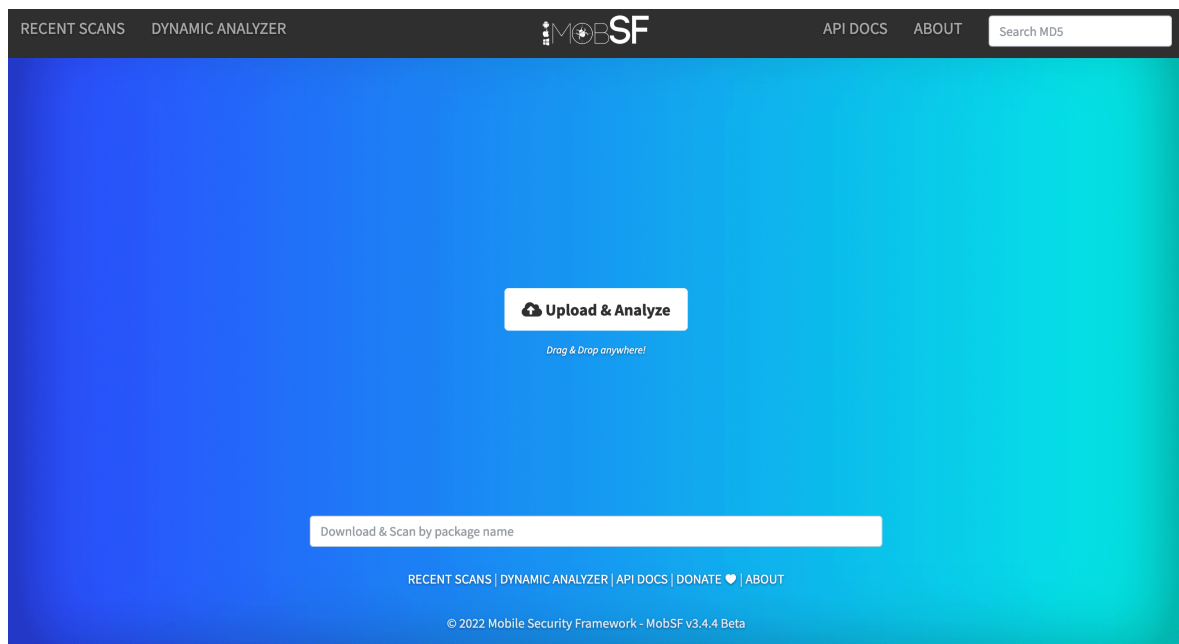 RECENT SCANS DYNAMIC ANALYZER MOBSF API DOCS ABOUT Search MD5
Upload & Analyze
Drag & Drop anywhere!
Download & Scan by package name
RECENT SCANS | DYNAMIC ANALYZER | API DOCS | DONATE ♥ | ABOUT
© 2022 Mobile Security Framework - MobSF v3.4.4 Beta